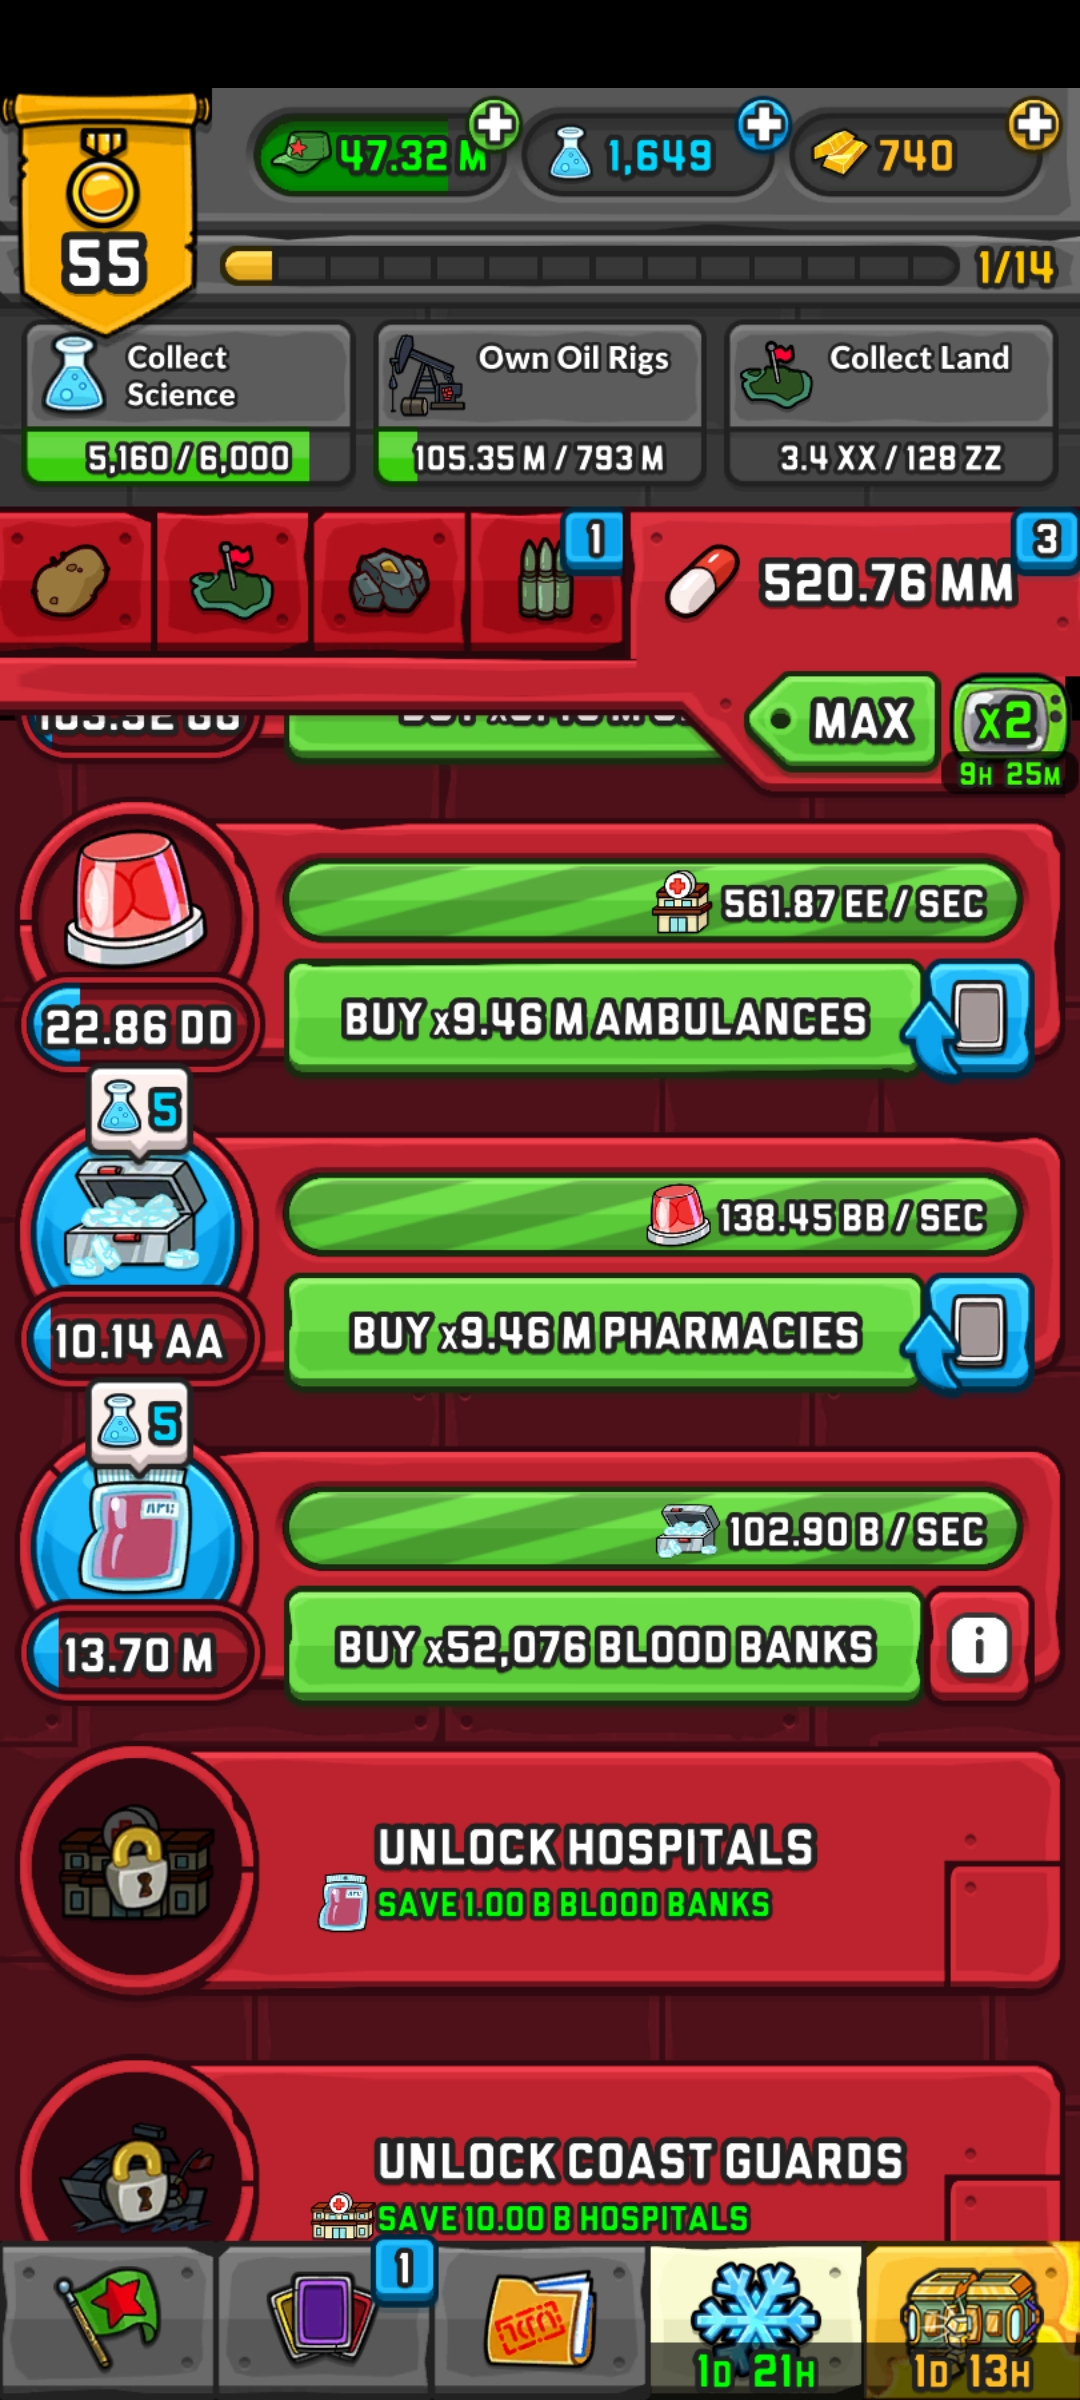 47.32 M
1,649
740
55
1/14
Collect
Science
5,160 / 6,000
Own Oil Rigs
105.35 M / 793 M
Collect Land
3.4 XX / 128 ZZ
1
3
520.76 MM
MAX
x2
9H 25M
561.87 EE / SEC
22.86 DD
BUY x9.46 M AMBULANCES
5
138.45 BB / SEC
10.14 AA
BUY x9.46 M PHARMACIES
5
102.90 B / SEC
13.70 M
BUY x52,076 BLOOD BANKS
i
UNLOCK HOSPITALS
SAVE 1.00 B BLOOD BANKS
UNLOCK COAST GUARDS
SAVE 10.00 B HOSPITALS
1
1D 21H
1D 13H